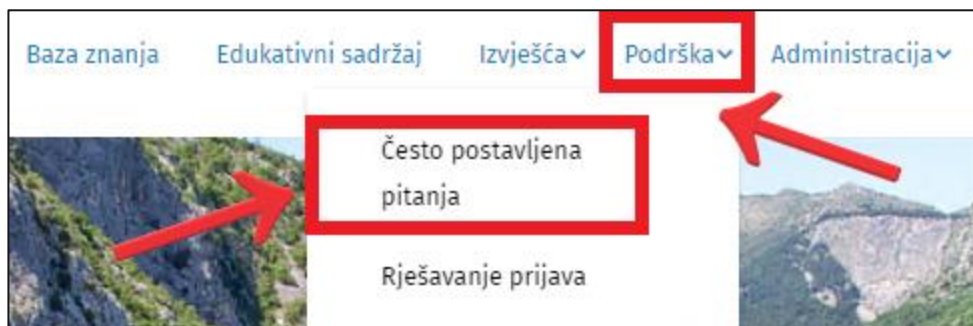 Baza znanja Edukativni sadržaj Izvješća Podrška Administracija
Često postavljena
pitanja
Rješavanje prijava